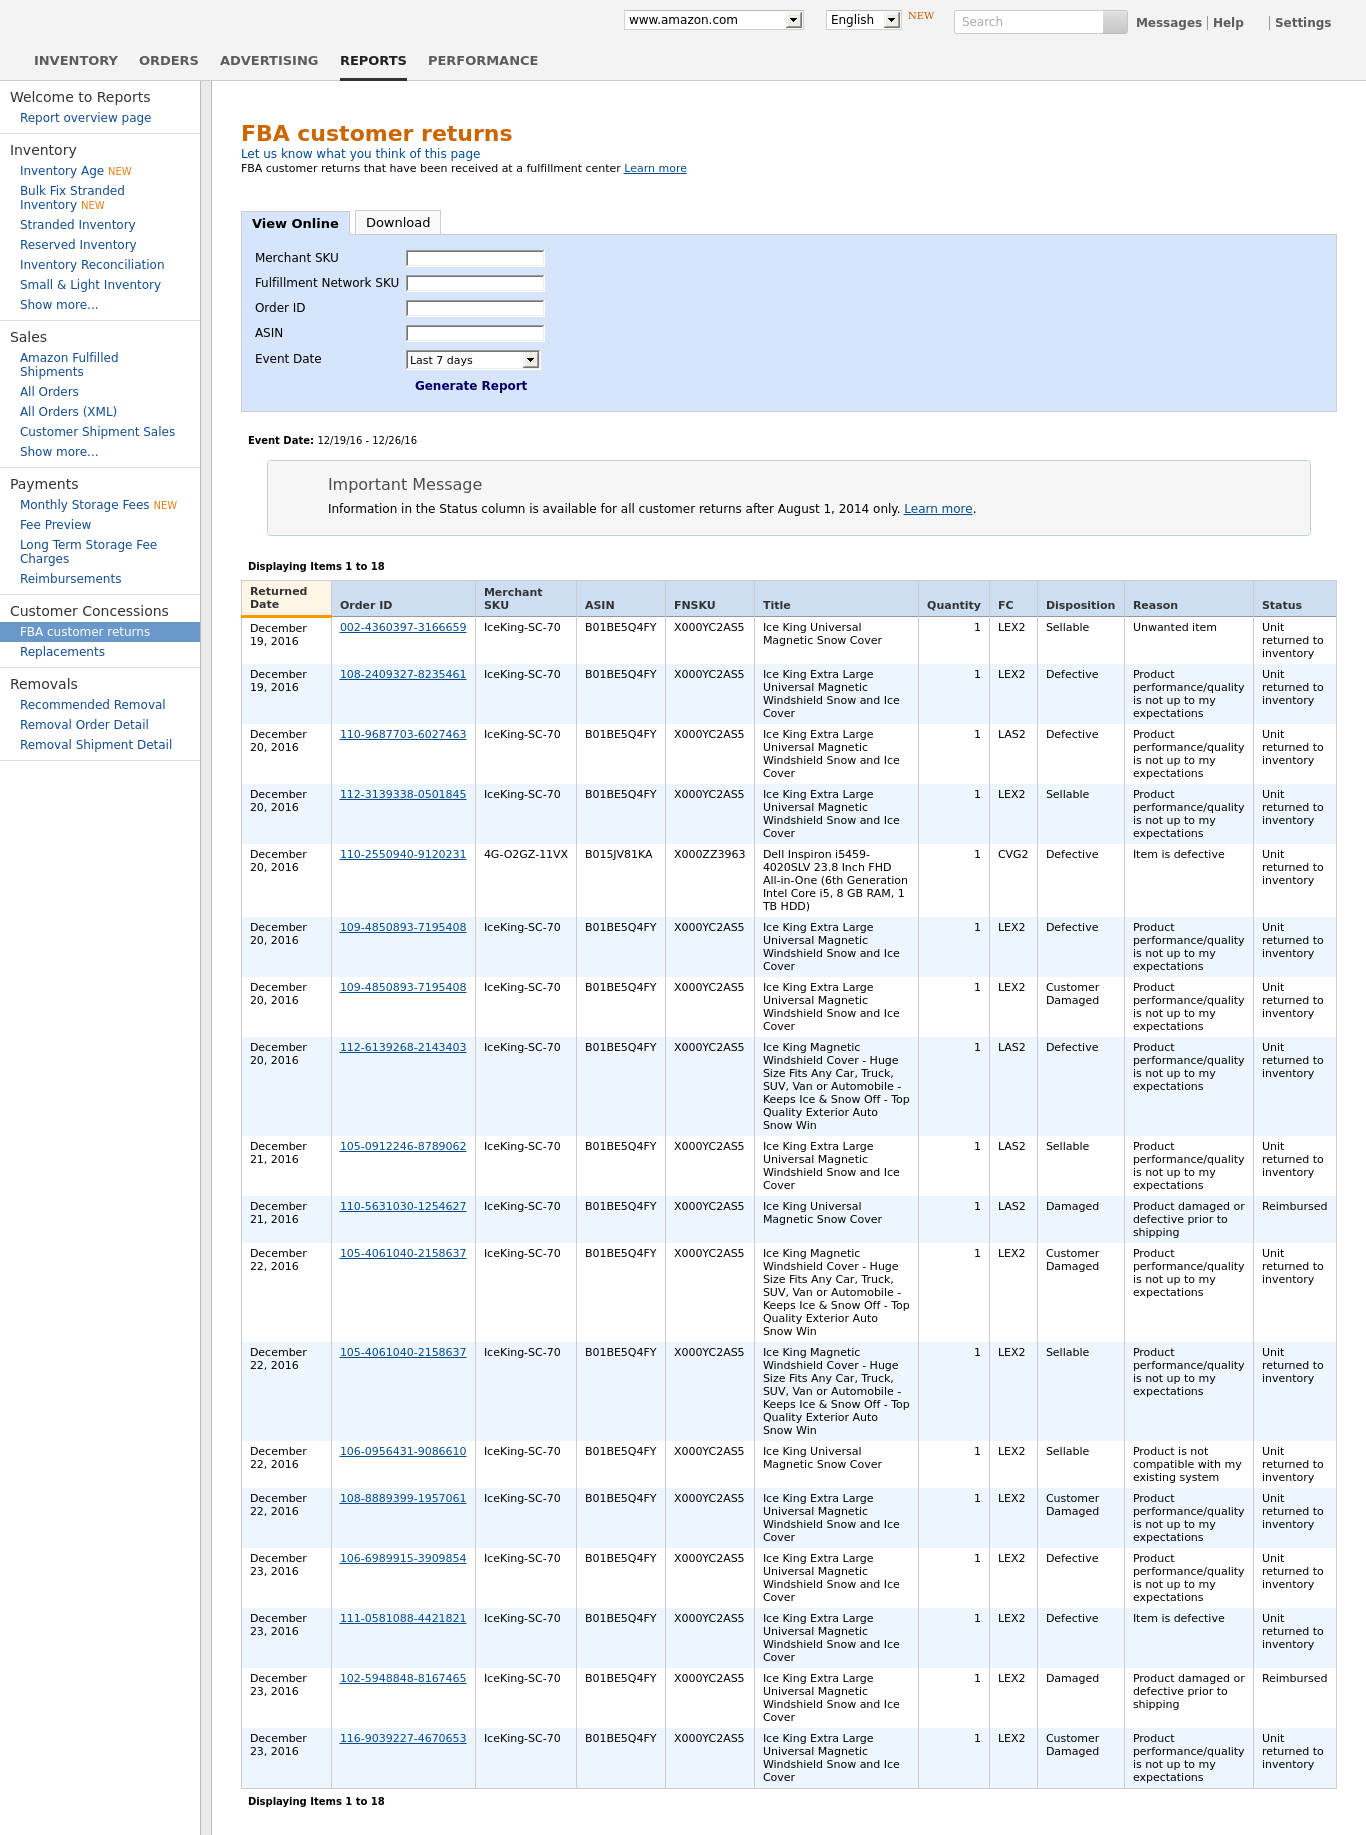 www.amazon.com English NEW Search Messages Help Settings
INVENTORY ORDERS ADVERTISING REPORTS PERFORMANCE
Welcome to Reports
Report overview page
Inventory
Inventory Age NEW
Bulk Fix Stranded
Inventory NEW
Stranded Inventory
Reserved Inventory
Inventory Reconciliation
Small & Light Inventory
Show more...
Sales
Amazon Fulfilled
Shipments
All Orders
All Orders (XML)
Customer Shipment Sales
Show more...
Payments
Monthly Storage Fees NEW
Fee Preview
Long Term Storage Fee
Charges
Reimbursements
Customer Concessions
FBA customer returns
Replacements
Removals
Recommended Removal
Removal Order Detail
Removal Shipment Detail
FBA customer returns
Let us know what you think of this page
FBA customer returns that have been received at a fulfillment center Learn more
View Online Download
Merchant SKU
Fulfillment Network SKU
Order ID
ASIN
Event Date Last 7 days
Generate Report
Event Date: 12/19/16 - 12/26/16
Important Message
Information in the Status column is available for all customer returns after August 1, 2014 only. Learn more.
Displaying Items 1 to 18
Returned Merchant
Date Order ID SKU ASIN FNSKU Title Quantity FC Disposition Reason Status
December 002-4360397-3166659 IceKing-SC-70 B01BE5Q4FY X000YC2AS5 Ice King Universal 1 LEX2 Sellable Unwanted item Unit
19, 2016 Magnetic Snow Cover returned to
inventory
December 108-2409327-8235461 IceKing-SC-70 B01BE5Q4FY X000YC2AS5 Ice King Extra Large 1 LEX2 Defective Product Unit
19, 2016 Universal Magnetic performance/quality returned to
Windshield Snow and Ice is not up to my inventory
Cover expectations
December 110-9687703-6027463 IceKing-SC-70 B01BE5Q4FY X000YC2AS5 Ice King Extra Large 1 LAS2 Defective Product Unit
20, 2016 Universal Magnetic performance/quality returned to
Windshield Snow and Ice is not up to my inventory
Cover expectations
December 112-3139338-0501845 IceKing-SC-70 B01BE5Q4FY X000YC2AS5 Ice King Extra Large 1 LEX2 Sellable Product Unit
20, 2016 Universal Magnetic performance/quality returned to
Windshield Snow and Ice is not up to my inventory
Cover expectations
December 110-2550940-9120231 4G-O2GZ-11VX B015JV81KA X000ZZ3963 Dell Inspiron i5459- 1 CVG2 Defective Item is defective Unit
20, 2016 4020SLV 23.8 Inch FHD returned to
All-in-One (6th Generation inventory
Intel Core i5, 8 GB RAM, 1
TB HDD)
December 109-4850893-7195408 IceKing-SC-70 B01BE5Q4FY X000YC2AS5 Ice King Extra Large 1 LEX2 Defective Product Unit
20, 2016 Universal Magnetic performance/quality returned to
Windshield Snow and Ice is not up to my inventory
Cover expectations
December 109-4850893-7195408 IceKing-SC-70 B01BE5Q4FY X000YC2AS5 Ice King Extra Large 1 LEX2 Customer Product Unit
20, 2016 Universal Magnetic Damaged performance/quality returned to
Windshield Snow and Ice is not up to my inventory
Cover expectations
December 112-6139268-2143403 IceKing-SC-70 B01BE5Q4FY X000YC2AS5 Ice King Magnetic 1 LAS2 Defective Product Unit
20, 2016 Windshield Cover - Huge performance/quality returned to
Size Fits Any Car, Truck, is not up to my inventory
SUV, Van or Automobile - expectations
Keeps Ice & Snow Off - Top
Quality Exterior Auto
Snow Win
December 105-0912246-8789062 IceKing-SC-70 B01BE5Q4FY X000YC2AS5 Ice King Extra Large 1 LAS2 Sellable Product Unit
21, 2016 Universal Magnetic performance/quality returned to
Windshield Snow and Ice is not up to my inventory
Cover expectations
December 110-5631030-1254627 IceKing-SC-70 B01BE5Q4FY X000YC2AS5 Ice King Universal 1 LAS2 Damaged Product damaged or Reimbursed
21, 2016 Magnetic Snow Cover defective prior to
shipping
December 105-4061040-2158637 IceKing-SC-70 B01BE5Q4FY X000YC2AS5 Ice King Magnetic 1 LEX2 Customer Product Unit
22, 2016 Windshield Cover - Huge Damaged performance/quality returned to
Size Fits Any Car, Truck, is not up to my inventory
SUV, Van or Automobile - expectations
Keeps Ice & Snow Off - Top
Quality Exterior Auto
Snow Win
December 105-4061040-2158637 IceKing-SC-70 B01BE5Q4FY X000YC2AS5 Ice King Magnetic 1 LEX2 Sellable Product Unit
22, 2016 Windshield Cover - Huge performance/quality returned to
Size Fits Any Car, Truck, is not up to my inventory
SUV, Van or Automobile - expectations
Keeps Ice & Snow Off - Top
Quality Exterior Auto
Snow Win
December 106-0956431-9086610 IceKing-SC-70 B01BE5Q4FY X000YC2AS5 Ice King Universal 1 LEX2 Sellable Product is not Unit
22, 2016 Magnetic Snow Cover compatible with my returned to
existing system inventory
December 108-8889399-1957061 IceKing-SC-70 B01BE5Q4FY X000YC2AS5 Ice King Extra Large 1 LEX2 Customer Product Unit
22, 2016 Universal Magnetic Damaged performance/quality returned to
Windshield Snow and Ice is not up to my inventory
Cover expectations
December 106-6989915-3909854 IceKing-SC-70 B01BE5Q4FY X000YC2AS5 Ice King Extra Large 1 LEX2 Defective Product Unit
23, 2016 Universal Magnetic performance/quality returned to
Windshield Snow and Ice is not up to my inventory
Cover expectations
December 111-0581088-4421821 IceKing-SC-70 B01BE5Q4FY X000YC2AS5 Ice King Extra Large 1 LEX2 Defective Item is defective Unit
23, 2016 Universal Magnetic returned to
Windshield Snow and Ice inventory
Cover
December 102-5948848-8167465 IceKing-SC-70 B01BE5Q4FY X000YC2AS5 Ice King Extra Large 1 LEX2 Damaged Product damaged or Reimbursed
23, 2016 Universal Magnetic defective prior to
Windshield Snow and Ice shipping
Cover
December 116-9039227-4670653 IceKing-SC-70 B01BE5Q4FY X000YC2AS5 Ice King Extra Large 1 LEX2 Customer Product Unit
23, 2016 Universal Magnetic Damaged performance/quality returned to
Windshield Snow and Ice is not up to my inventory
Cover expectations
Displaying Items 1 to 18